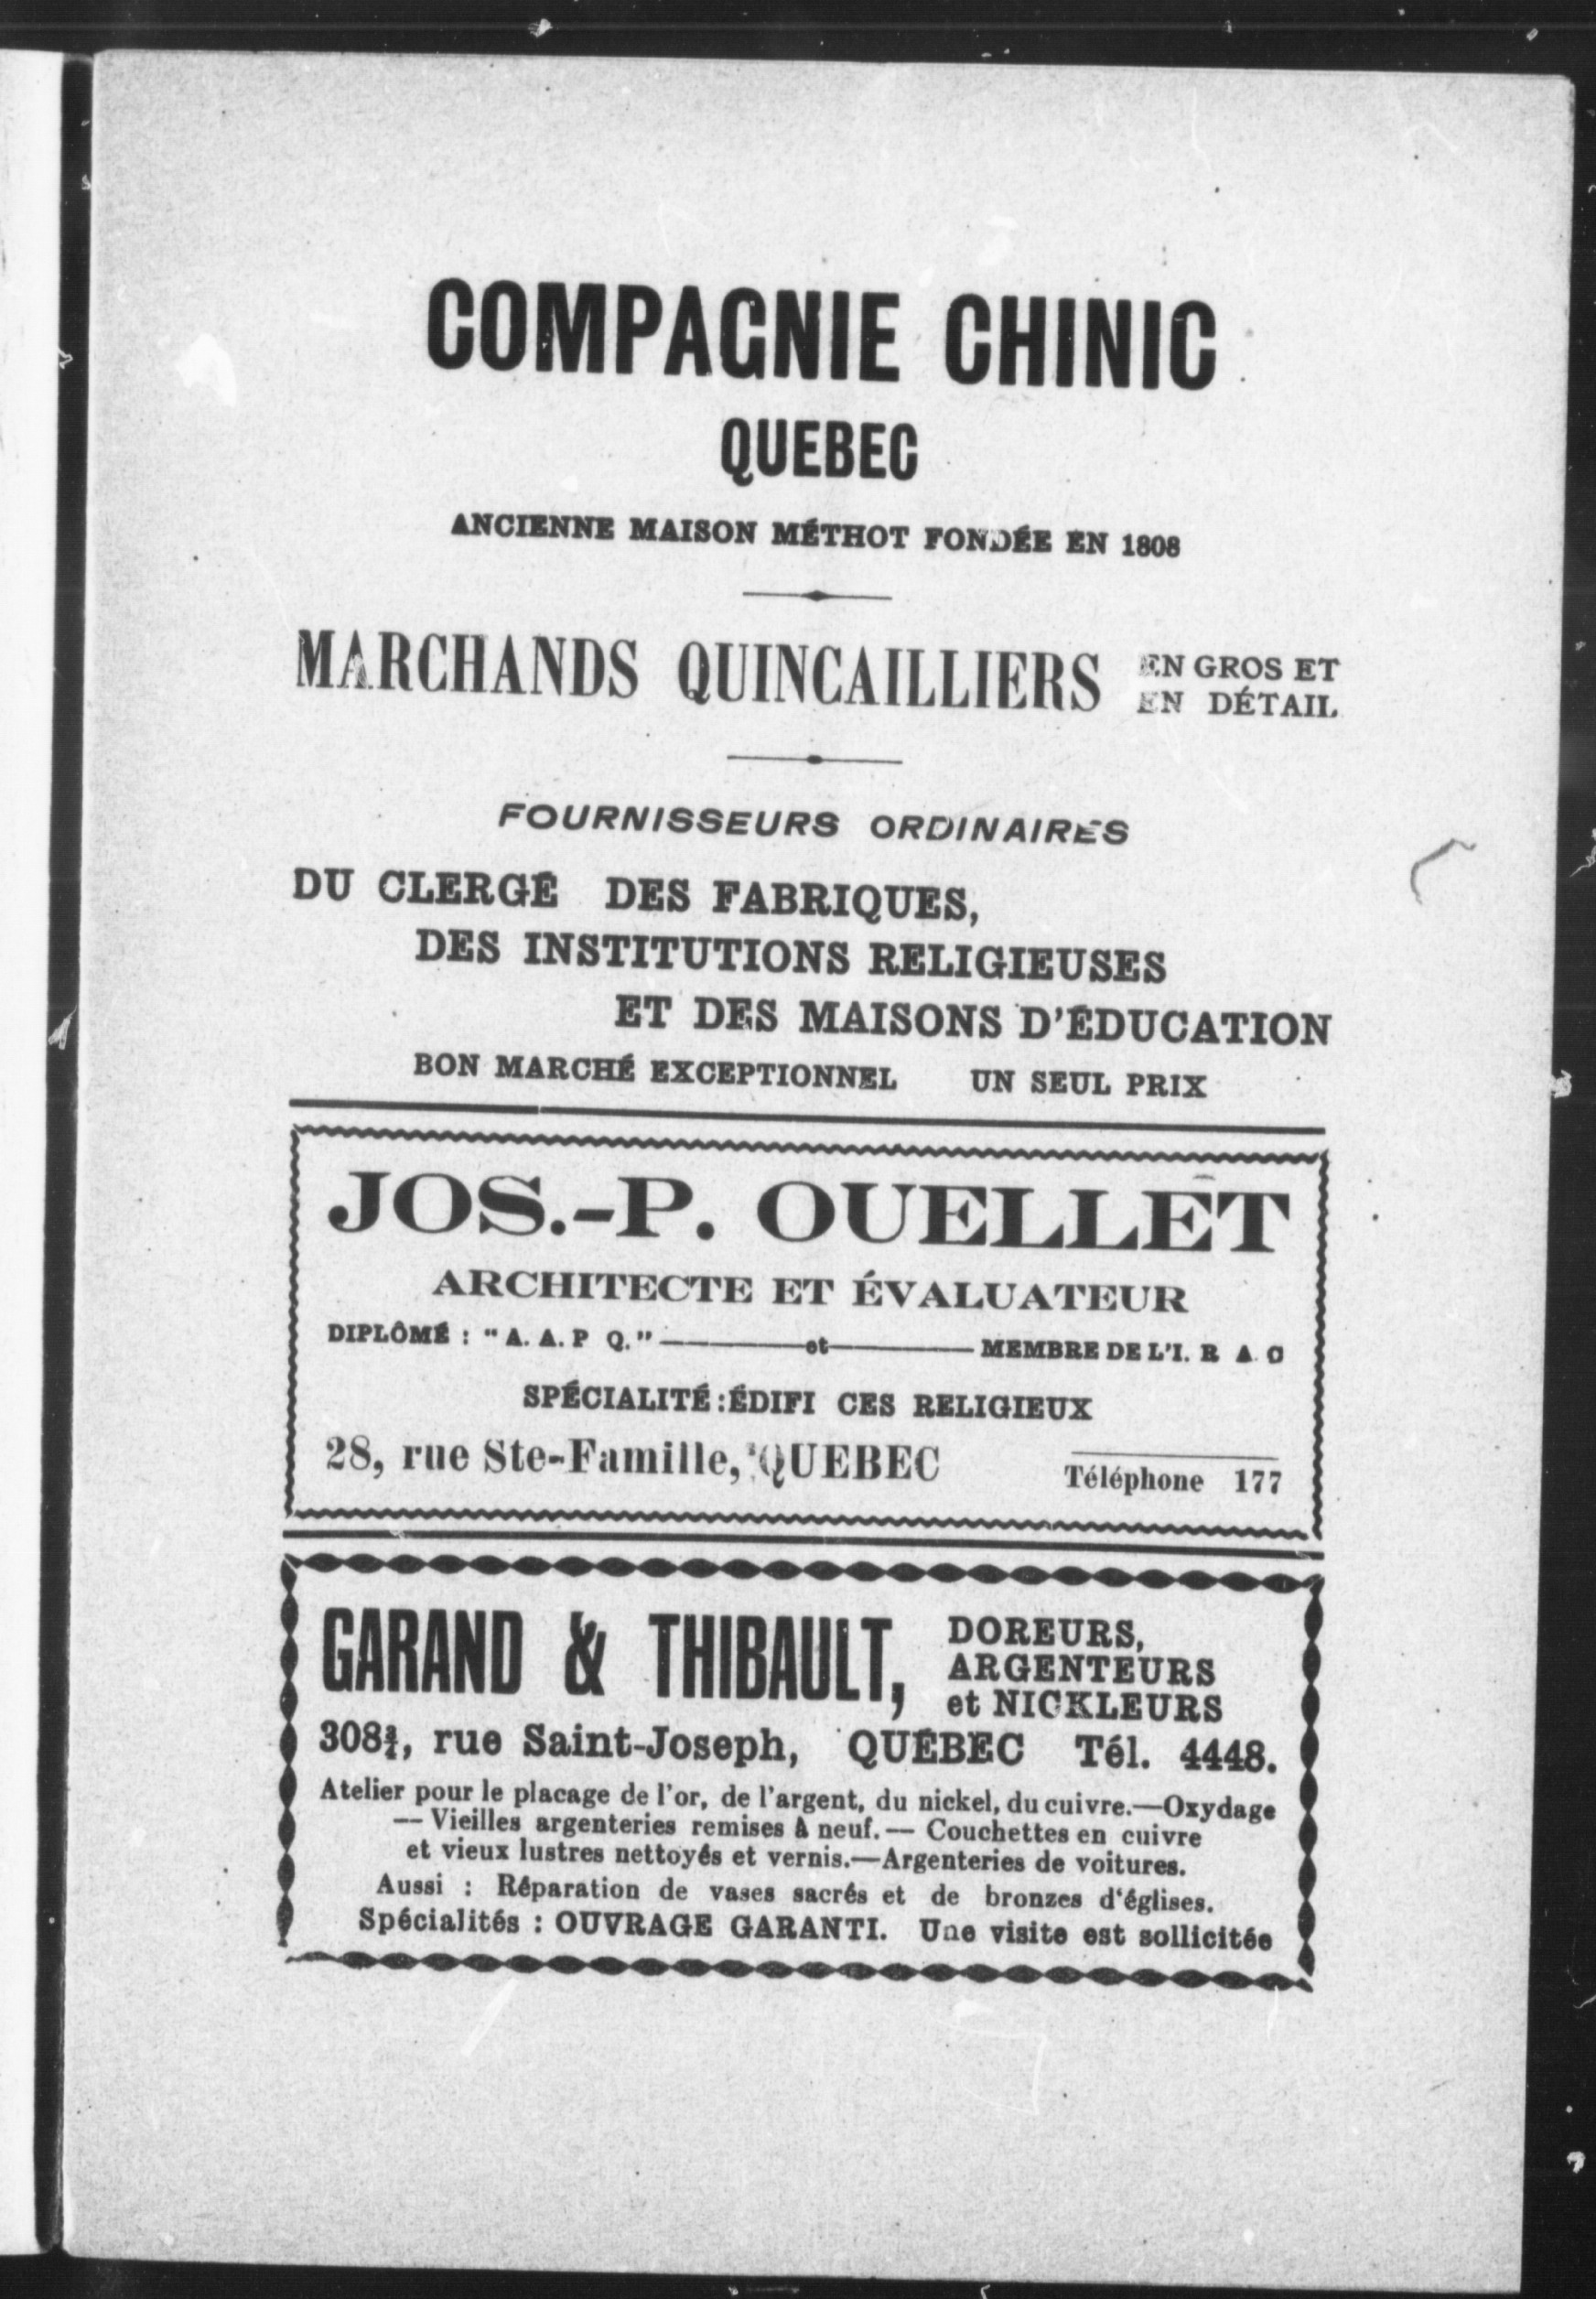 COMPAGNIE CHINIC
QUEBEC
ANCIENNE MAISON MÉTHOT FONDÉE EN 1808
MARCHANDS QUINCAILLIERS EN GROS ET
EN DÉTAIL
FOURNISSEURS ORDINAIRES
DU CLERGÉ DES FABRIQUES,
DES INSTITUTIONS RELIGIEUSES
ET DES MAISONS D'ÉDUCATION
BON MARCHÉ EXCEPTIONNEL UN SEUL PRIX
JOS.-P. OUELLET
ARCHITECTE ET ÉVALUATEUR
DIPLÔMÉ : "A. A. P Q."———et———MEMBRE DE L'I. R A. C
SPÉCIALITÉ : ÉDIFI CES RELIGIEUX
28, rue Ste-Famille, QUEBEC
Téléphone 177
GARAND & THIBAULT,
DOREURS,
ARGENTEURS
et NICKLEURS
308¾, rue Saint-Joseph, QUÉBEC Tél. 4448.
Atelier pour le placage de l'or, de l'argent, du nickel, du cuivre.—Oxydage
— Vieilles argenteries remises à neuf. — Couchettes en cuivre
et vieux lustres nettoyés et vernis.—Argenteries de voitures.
Aussi : Réparation de vases sacrés et de bronzes d'églises.
Spécialités : OUVRAGE GARANTI. Une visite est sollicitée